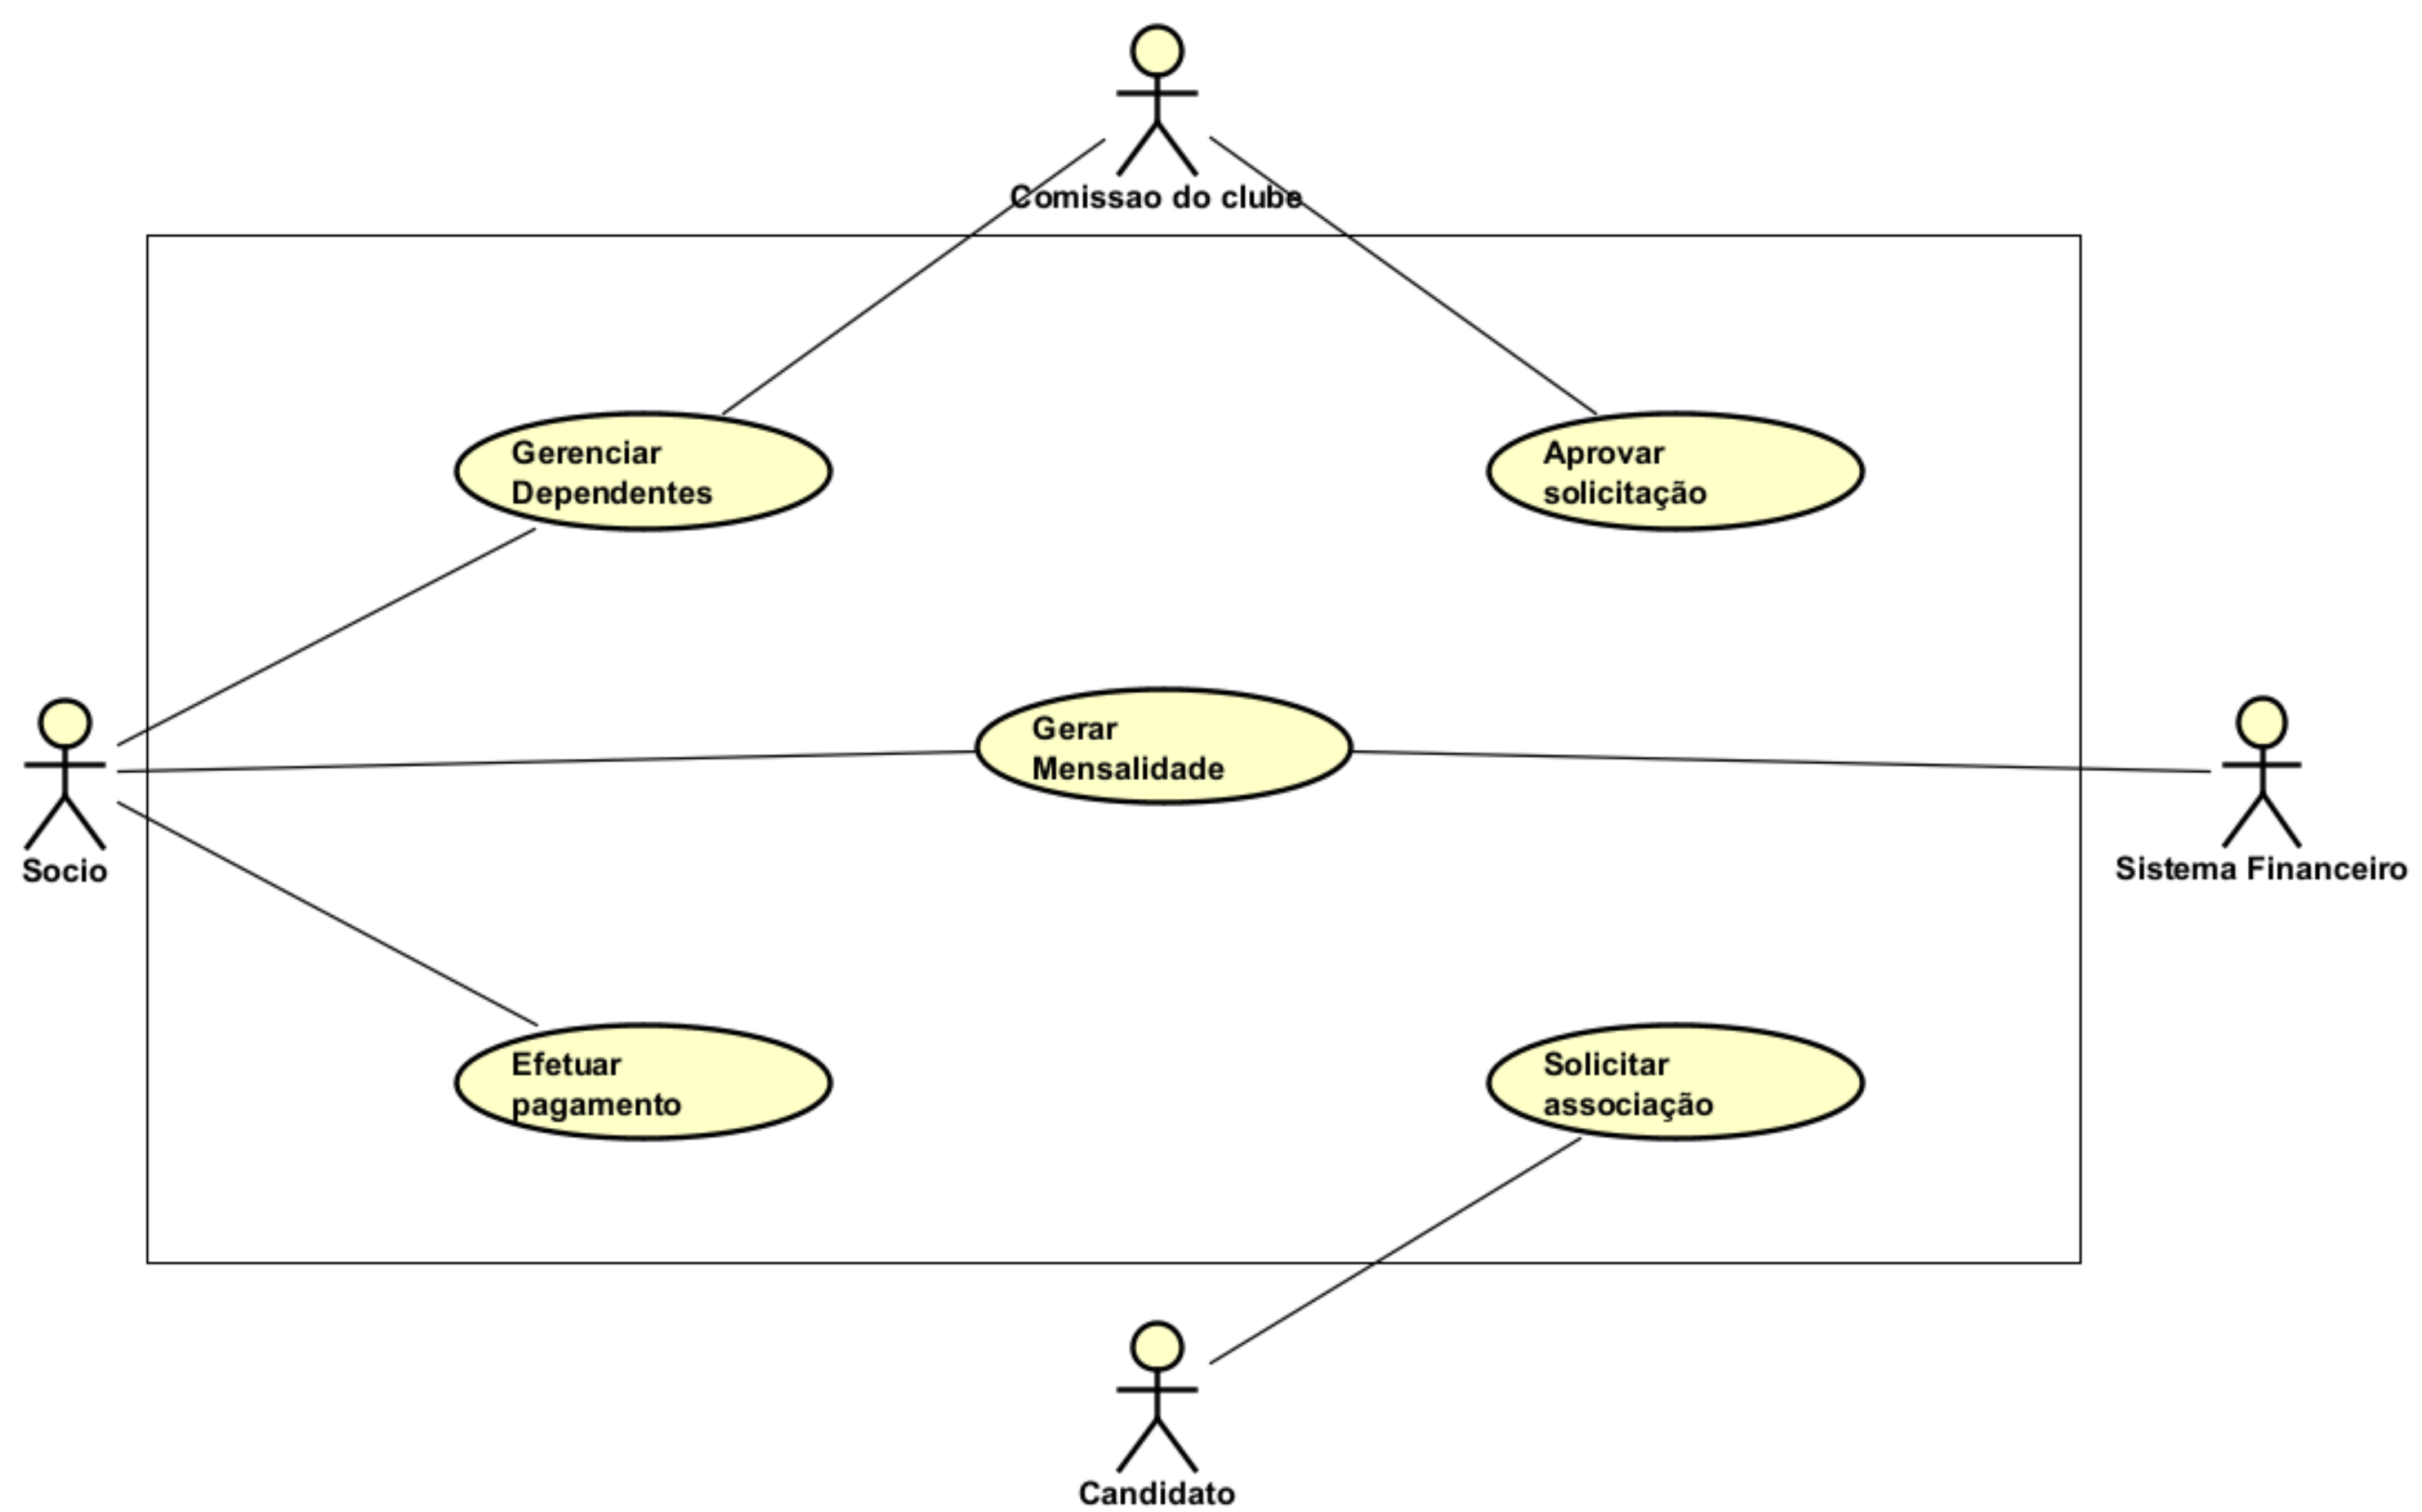 Comissao do clube
Gerenciar
Dependentes
Aprovar
solicitação
Gerar
Mensalidade
Socio
Sistema Financeiro
Efetuar
pagamento
Solicitar
associação
Candidato